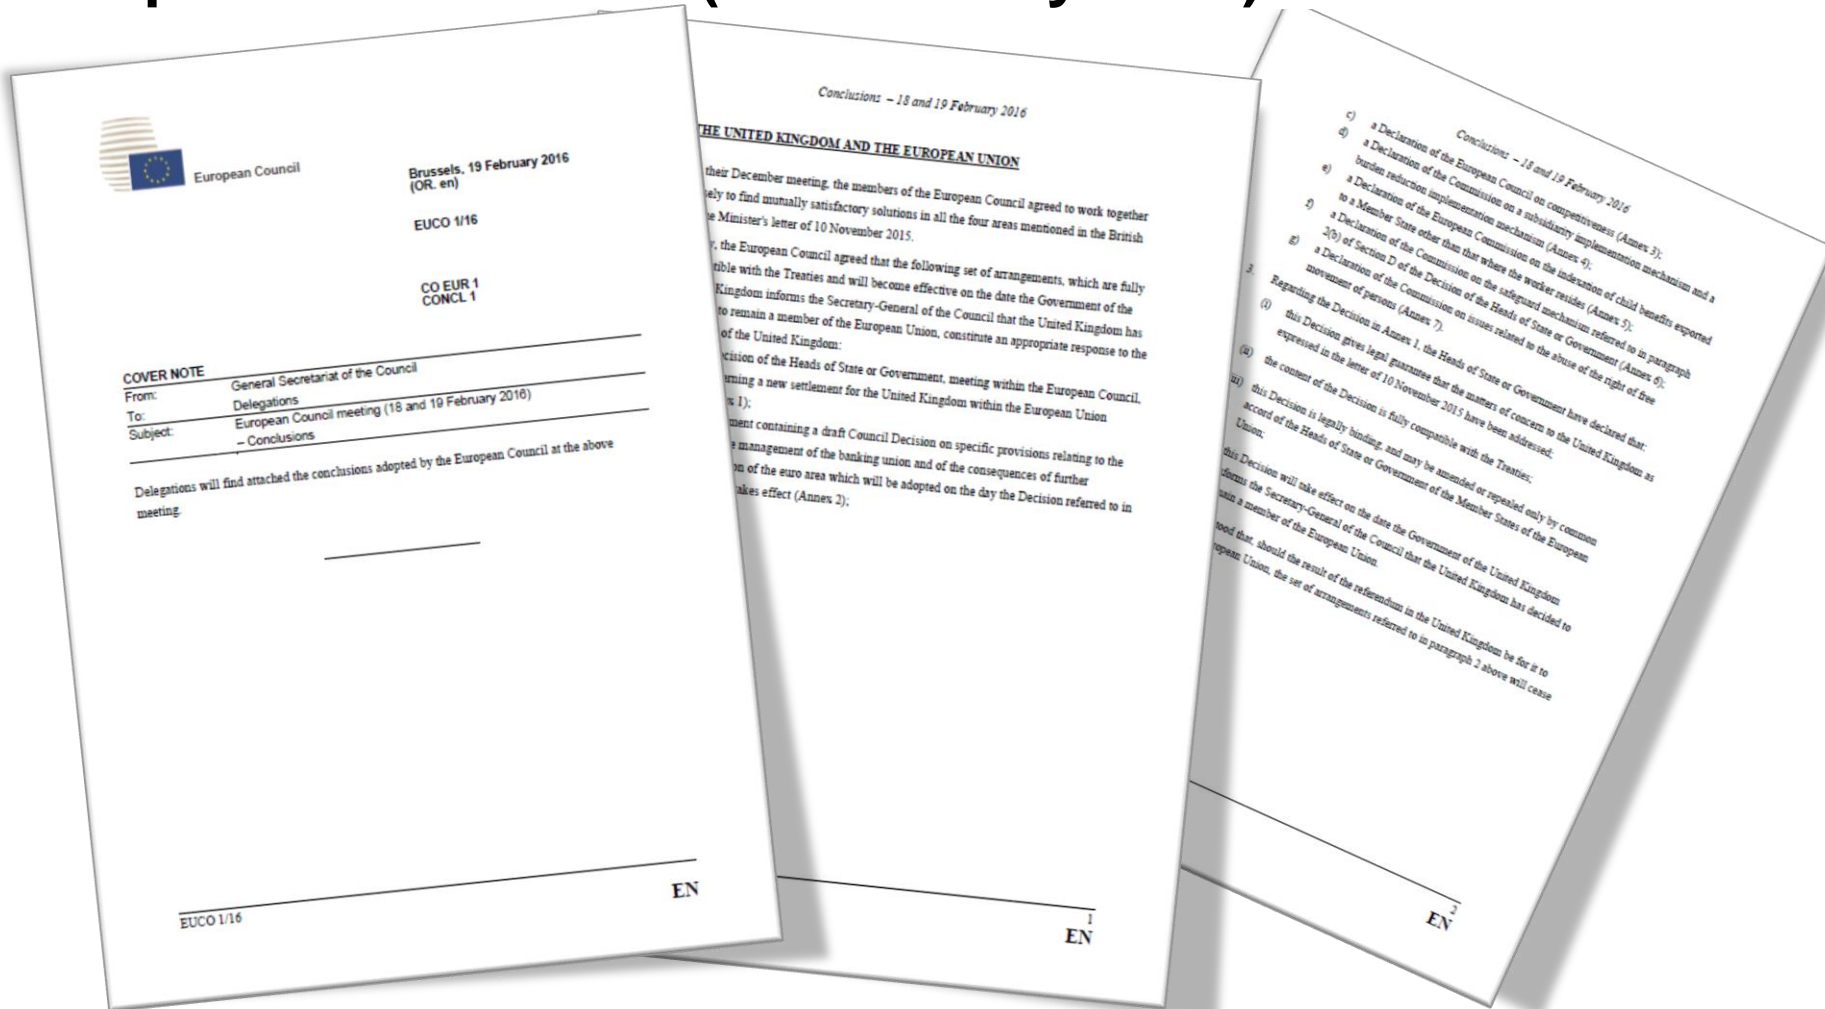 European Council
Brussels, 19 February 2016
(OR. en)
EUCO 1/16
CO EUR 1
CONCL 1
COVER NOTE
From: General Secretariat of the Council
To: Delegations
Subject: European Council meeting (18 and 19 February 2016)
– Conclusions
Delegations will find attached the conclusions adopted by the European Council at the above
meeting.
EUCO 1/16
EN
Conclusions – 18 and 19 February 2016
THE UNITED KINGDOM AND THE EUROPEAN UNION
their December meeting, the members of the European Council agreed to work together
to find mutually satisfactory solutions in all the four areas mentioned in the British
Minister's letter of 10 November 2015.
, the European Council agreed that the following set of arrangements, which are fully
with the Treaties and will become effective on the date the Government of the
Kingdom informs the Secretary-General of the Council that the United Kingdom has
to remain a member of the European Union, constitute an appropriate response to the
of the United Kingdom:
of the Heads of State or Government, meeting within the European Council,
a new settlement for the United Kingdom within the European Union
1);
containing a draft Council Decision on specific provisions relating to the
management of the banking union and of the consequences of further
of the euro area which will be adopted on the day the Decision referred to in
takes effect (Annex 2);
1
EN
Conclusions – 18 and 19 February 2016
c) a Declaration of the European Council on competitiveness (Annex 3);
d) a Declaration of the Commission on a subsidiarity implementation mechanism and a
burden reduction implementation mechanism (Annex 4);
e) a Declaration of the European Commission on the indexation of child benefits exported
to a Member State other than that where the worker resides (Annex 5);
f) a Declaration of the Commission on the safeguard mechanism referred to in paragraph
2(b) of Section D of the Decision of the Heads of State or Government (Annex 6);
g) a Declaration of the Commission on issues related to the abuse of the right of free
movement of persons (Annex 7).
3. Regarding the Decision in Annex 1, the Heads of State or Government have declared that:
(i) this Decision gives legal guarantee that the matters of concern to the United Kingdom as
expressed in the letter of 10 November 2015 have been addressed;
(ii) the content of the Decision is fully compatible with the Treaties;
iii) this Decision is legally binding, and may be amended or repealed only by common
accord of the Heads of State or Government of the Member States of the European
Union;
this Decision will take effect on the date the Government of the United Kingdom
informs the Secretary-General of the Council that the United Kingdom has decided to
a member of the European Union.
that, should the result of the referendum in the United Kingdom be for it to
Union, the set of arrangements referred to in paragraph 2 above will cease
2
EN